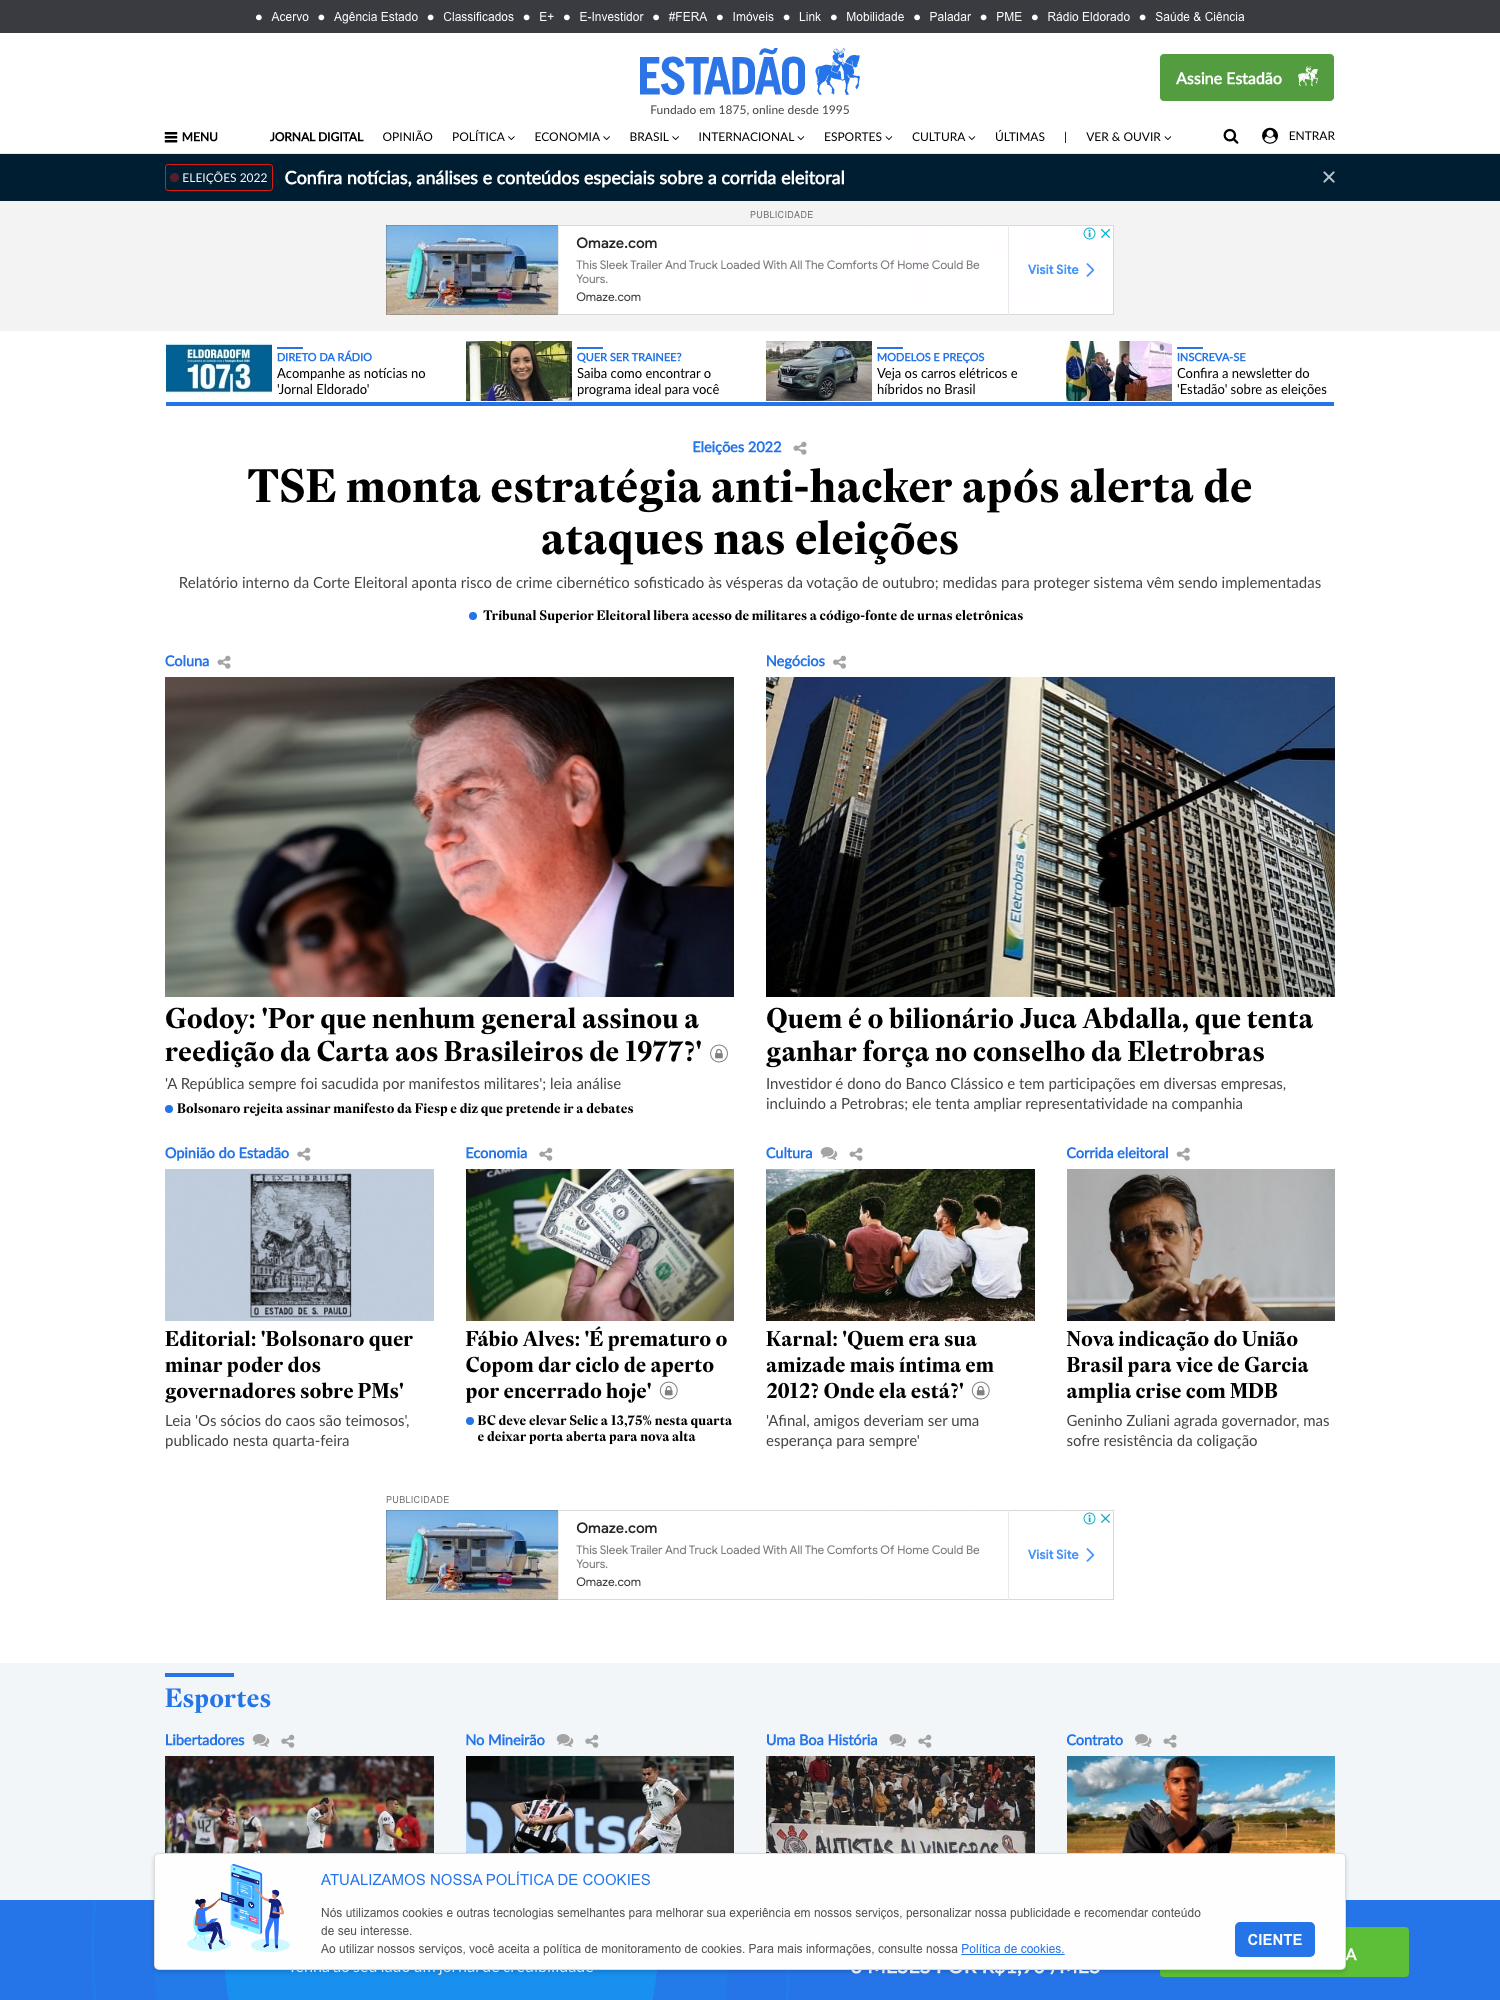 Acervo Agência Estado Classificados E+ E-Investidor #FERA Imóveis Link Mobilidade Paladar PME Rádio Eldorado Saúde & Ciência
ESTADÃO
Fundado em 1875, online desde 1995
Assine Estadão
MENU JORNAL DIGITAL OPINIÃO POLÍTICA ECONOMIA BRASIL INTERNACIONAL ESPORTES CULTURA ÚLTIMAS | VER & OUVIR ENTRAR
ELEIÇÕES 2022 Confira notícias, análises e conteúdos especiais sobre a corrida eleitoral
PUBLICIDADE
Omaze.com
This Sleek Trailer And Truck Loaded With All The Comforts Of Home Could Be
Yours.
Omaze.com
Visit Site
ELDORADOFM
107,3
DIRETO DA RÁDIO
Acompanhe as notícias no
'Jornal Eldorado'
QUER SER TRAINEE?
Saiba como encontrar o
programa ideal para você
MODELOS E PREÇOS
Veja os carros elétricos e
híbridos no Brasil
INSCREVA-SE
Confira a newsletter do
'Estadão' sobre as eleições
Eleições 2022
TSE monta estratégia anti-hacker após alerta de
ataques nas eleições
Relatório interno da Corte Eleitoral aponta risco de crime cibernético sofisticado às vésperas da votação de outubro; medidas para proteger sistema vêm sendo implementadas
Tribunal Superior Eleitoral libera acesso de militares a código-fonte de urnas eletrônicas
Coluna
Godoy: 'Por que nenhum general assinou a
reedição da Carta aos Brasileiros de 1977?'
'A República sempre foi sacudida por manifestos militares'; leia análise
Bolsonaro rejeita assinar manifesto da Fiesp e diz que pretende ir a debates
Negócios
Eletrobras
Quem é o bilionário Juca Abdalla, que tenta
ganhar força no conselho da Eletrobras
Investidor é dono do Banco Clássico e tem participações em diversas empresas,
incluindo a Petrobras; ele tenta ampliar representatividade na companhia
Opinião do Estadão
EX-LIBRIS
O ESTADO DE S. PAULO
Editorial: 'Bolsonaro quer
minar poder dos
governadores sobre PMs'
Leia 'Os sócios do caos são teimosos',
publicado nesta quarta-feira
Economia
Fábio Alves: 'É prematuro o
Copom dar ciclo de aperto
por encerrado hoje'
BC deve elevar Selic a 13,75% nesta quarta
e deixar porta aberta para nova alta
Cultura
Karnal: 'Quem era sua
amizade mais íntima em
2012? Onde ela está?'
'Afinal, amigos deveriam ser uma
esperança para sempre'
Corrida eleitoral
Nova indicação do União
Brasil para vice de Garcia
amplia crise com MDB
Geninho Zuliani agrada governador, mas
sofre resistência da coligação
PUBLICIDADE
Omaze.com
This Sleek Trailer And Truck Loaded With All The Comforts Of Home Could Be
Yours.
Omaze.com
Visit Site
Esportes
Libertadores
No Mineirão
Uma Boa História
AUTISTAS ALVINEGROS
Contrato
ATUALIZAMOS NOSSA POLÍTICA DE COOKIES
Nós utilizamos cookies e outras tecnologias semelhantes para melhorar sua experiência em nossos serviços, personalizar nossa publicidade e recomendar conteúdo
de seu interesse.
Ao utilizar nossos serviços, você aceita a política de monitoramento de cookies. Para mais informações, consulte nossa Política de cookies.
CIENTE